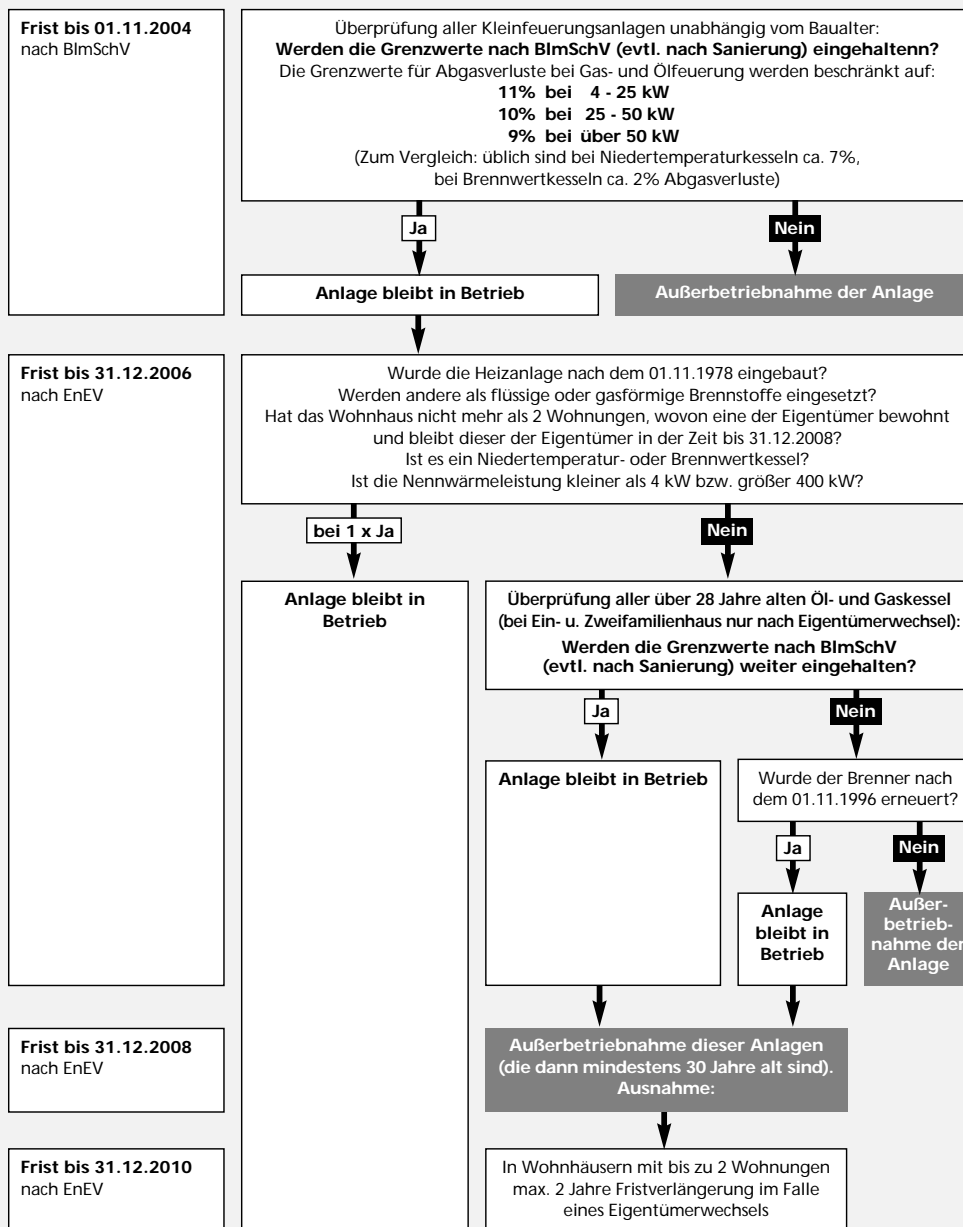 Frist bis 01.11.2004
nach BImSchV
Überprüfung aller Kleinfeuerungsanlagen unabhängig vom Baualter:
Werden die Grenzwerte nach BImSchV (evtl. nach Sanierung) eingehaltenn?
Die Grenzwerte für Abgasverluste bei Gas- und Ölfeuerung werden beschränkt auf:
11% bei 4 - 25 kW
10% bei 25 - 50 kW
9% bei über 50 kW
(Zum Vergleich: üblich sind bei Niedertemperaturkesseln ca. 7%,
bei Brennwertkesseln ca. 2% Abgasverluste)
Ja
Nein
Anlage bleibt in Betrieb
Außerbetriebnahme der Anlage
Frist bis 31.12.2006
nach EnEV
Wurde die Heizanlage nach dem 01.11.1978 eingebaut?
Werden andere als flüssige oder gasförmige Brennstoffe eingesetzt?
Hat das Wohnhaus nicht mehr als 2 Wohnungen, wovon eine der Eigentümer bewohnt
und bleibt dieser der Eigentümer in der Zeit bis 31.12.2008?
Ist es ein Niedertemperatur- oder Brennwertkessel?
Ist die Nennwärmeleistung kleiner als 4 kW bzw. größer 400 kW?
bei 1 x Ja
Nein
Anlage bleibt in
Betrieb
Überprüfung aller über 28 Jahre alten Öl- und Gaskessel
(bei Ein- u. Zweifamilienhaus nur nach Eigentümerwechsel):
Werden die Grenzwerte nach BImSchV
(evtl. nach Sanierung) weiter eingehalten?
Ja
Nein
Anlage bleibt in Betrieb
Wurde der Brenner nach
dem 01.11.1996 erneuert?
Ja
Nein
Anlage
bleibt in
Betrieb
Außer-
betrieb-
nahme der
Anlage
Frist bis 31.12.2008
nach EnEV
Außerbetriebnahme dieser Anlagen
(die dann mindestens 30 Jahre alt sind).
Ausnahme:
Frist bis 31.12.2010
nach EnEV
In Wohnhäusern mit bis zu 2 Wohnungen
max. 2 Jahre Fristverlängerung im Falle
eines Eigentümerwechsels